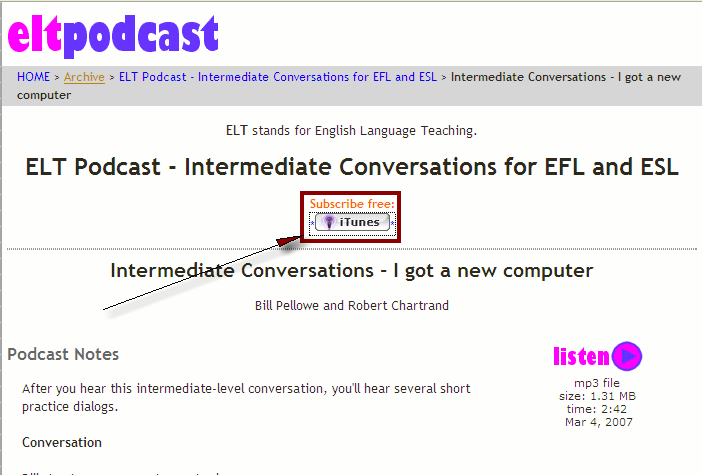 eltpodcast
HOME > Archive > ELT Podcast - Intermediate Conversations for EFL and ESL > Intermediate Conversations - I got a new
computer
ELT stands for English Language Teaching.
ELT Podcast - Intermediate Conversations for EFL and ESL
Subscribe free:
iTunes
Intermediate Conversations - I got a new computer
Bill Pellowe and Robert Chartrand
Podcast Notes
listen
mp3 file
size: 1.31 MB
time: 2:42
Mar 4, 2007
After you hear this intermediate-level conversation, you'll hear several short
practice dialogs.
Conversation